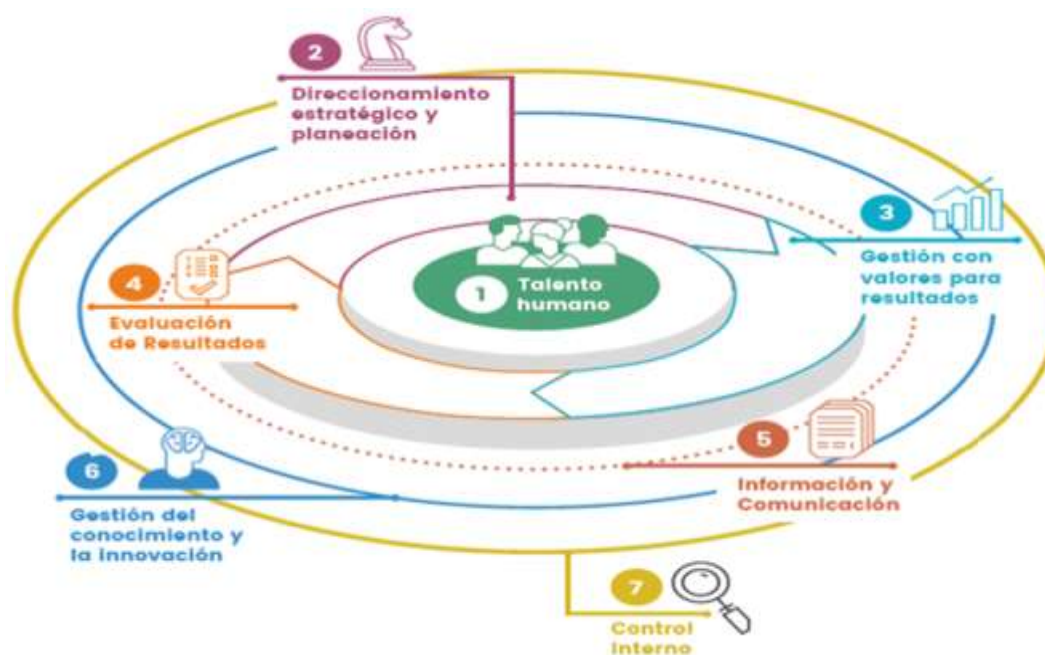 2
Direccionamiento
estratégico y
planeación
3
Gestión con
valores para
resultados
1
Talento
humano
4
Evaluación
de Resultados
5
Información y
Comunicación
6
Gestión del
conocimiento y
la innovación
7
Control
Interno